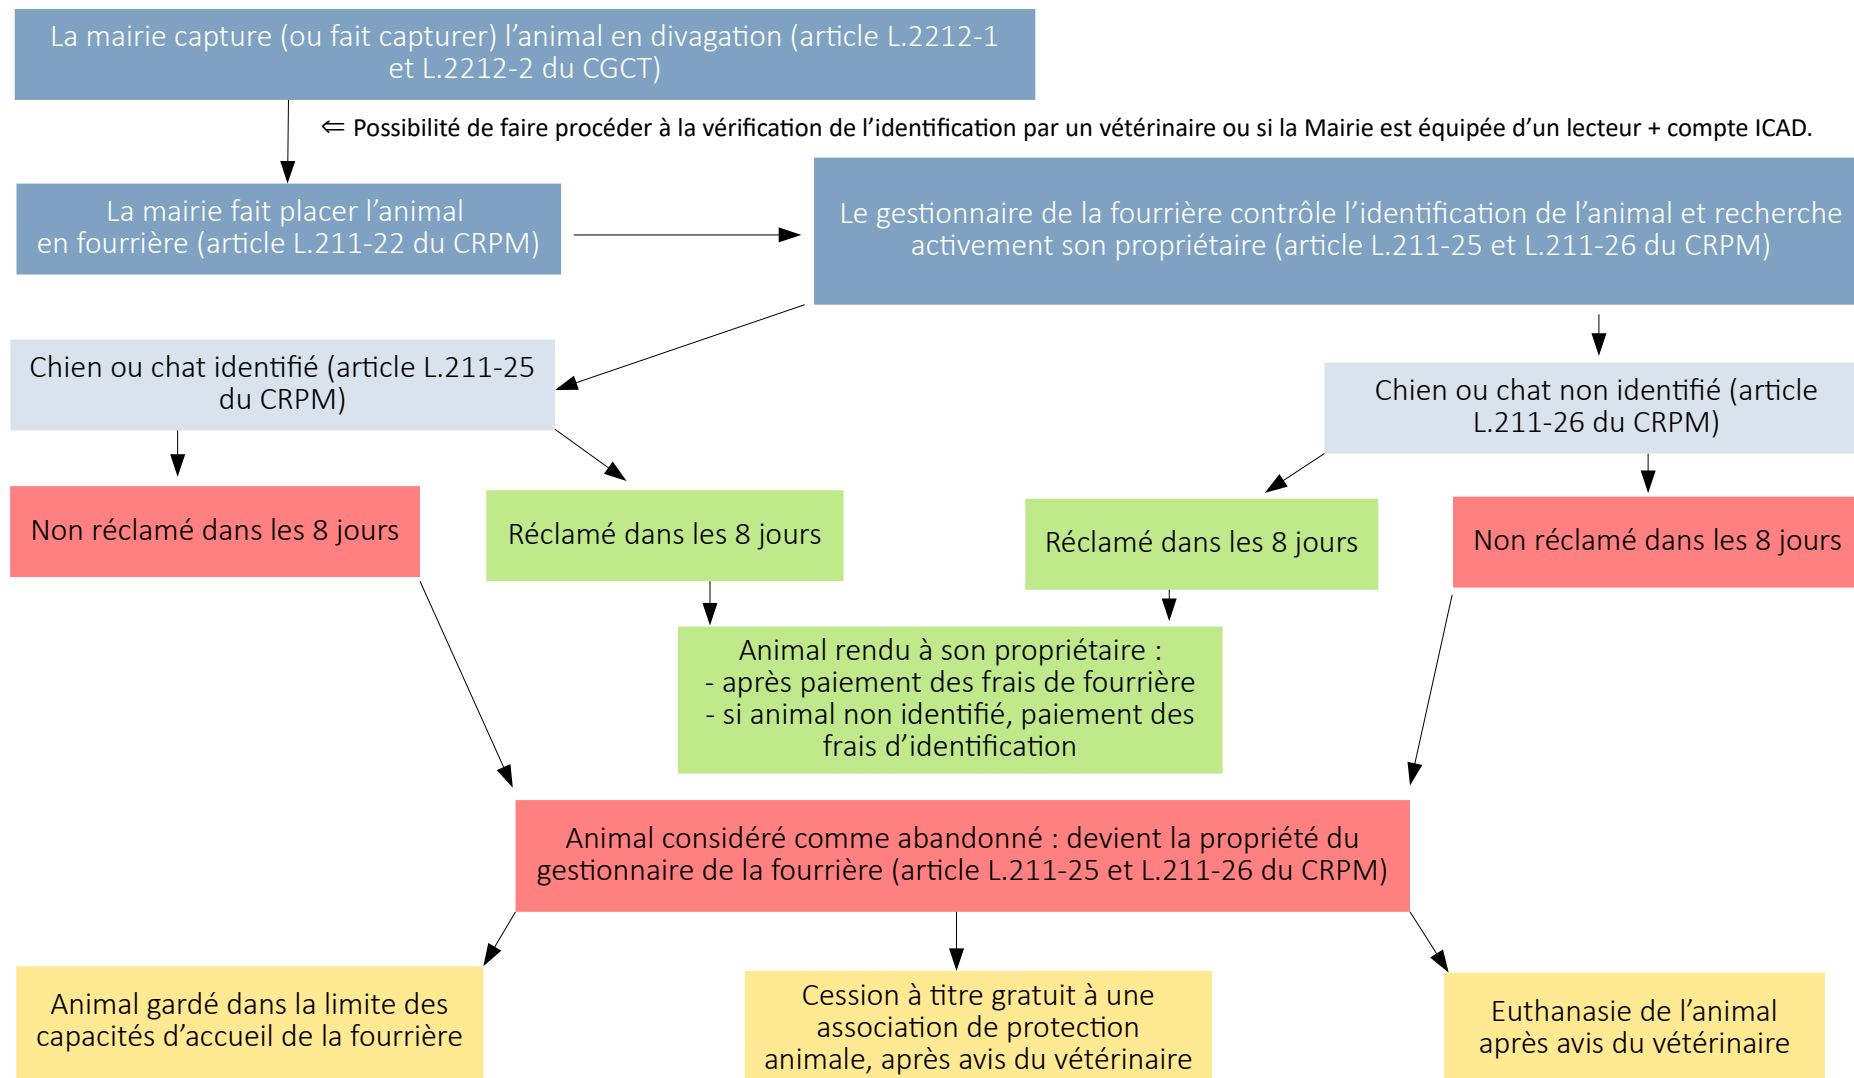 La mairie capture (ou fait capturer) l’animal en divagation (article L.2212-1
et L.2212-2 du CGCT)
⇐ Possibilité de faire procéder à la vérification de l’identification par un vétérinaire ou si la Mairie est équipée d’un lecteur + compte ICAD.
La mairie fait placer l’animal
en fourrière (article L.211-22 du CRPM)
Le gestionnaire de la fourrière contrôle l’identification de l’animal et recherche
activement son propriétaire (article L.211-25 et L.211-26 du CRPM)
Chien ou chat identifié (article L.211-25
du CRPM)
Chien ou chat non identifié (article
L.211-26 du CRPM)
Non réclamé dans les 8 jours
Réclamé dans les 8 jours
Réclamé dans les 8 jours
Non réclamé dans les 8 jours
Animal rendu à son propriétaire :
- après paiement des frais de fourrière
- si animal non identifié, paiement des
frais d’identification
Animal considéré comme abandonné : devient la propriété du
gestionnaire de la fourrière (article L.211-25 et L.211-26 du CRPM)
Animal gardé dans la limite des
capacités d’accueil de la fourrière
Cession à titre gratuit à une
association de protection
animale, après avis du vétérinaire
Euthanasie de l’animal
après avis du vétérinaire